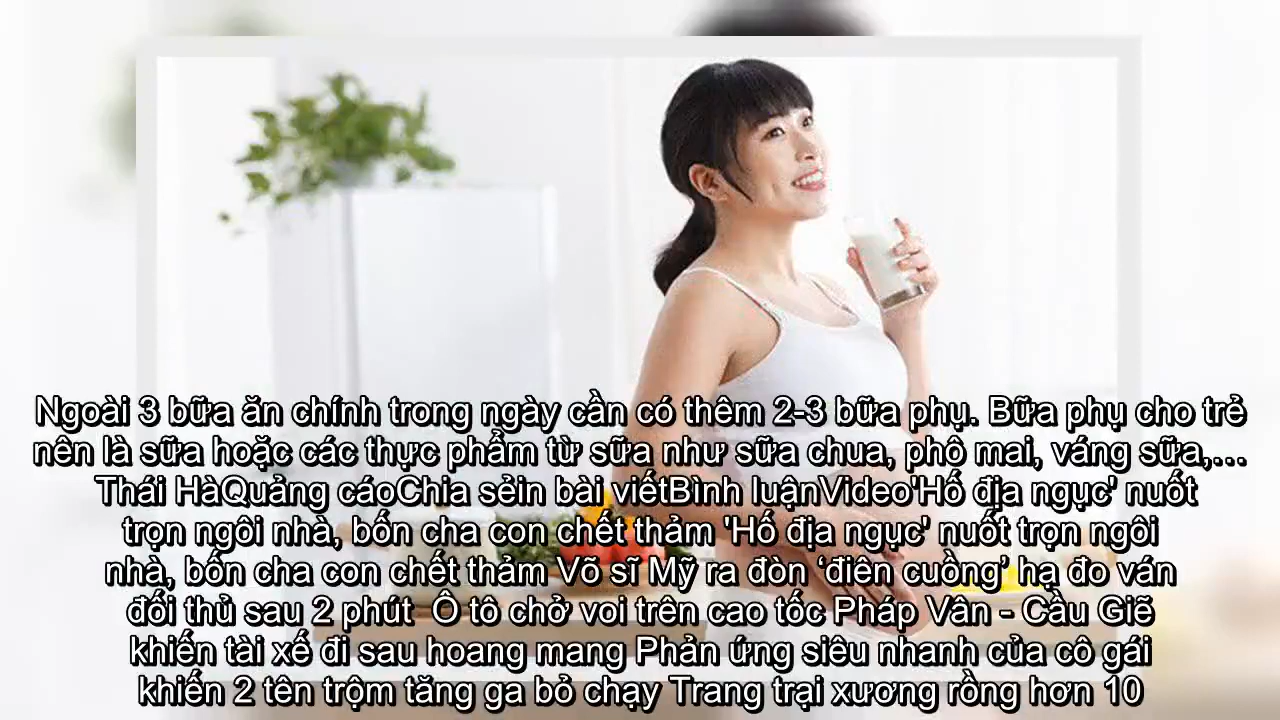 Ngoài 3 bữa ăn chính trong ngày cần có thêm 2-3 bữa phụ. Bữa phụ cho trẻ
nên là sữa hoặc các thực phẩm từ sữa như sữa chua, phô mai, váng sữa,...
Thái HàQuảng cáoChia sẻin bài viếtBình luậnVideo'Hố địa ngục' nuốt
trọn ngôi nhà, bốn cha con chết thảm 'Hố địa ngục' nuốt trọn ngôi
nhà, bốn cha con chết thảm Võ sĩ Mỹ ra đòn ‘điên cuồng’ hạ đo ván
đối thủ sau 2 phút  Ô tô chở voi trên cao tốc Pháp Vân - Cầu Giẽ
khiến tài xế đi sau hoang mang Phản ứng siêu nhanh của cô gái
khiến 2 tên trộm tăng ga bỏ chạy Trang trại xương rồng hơn 10